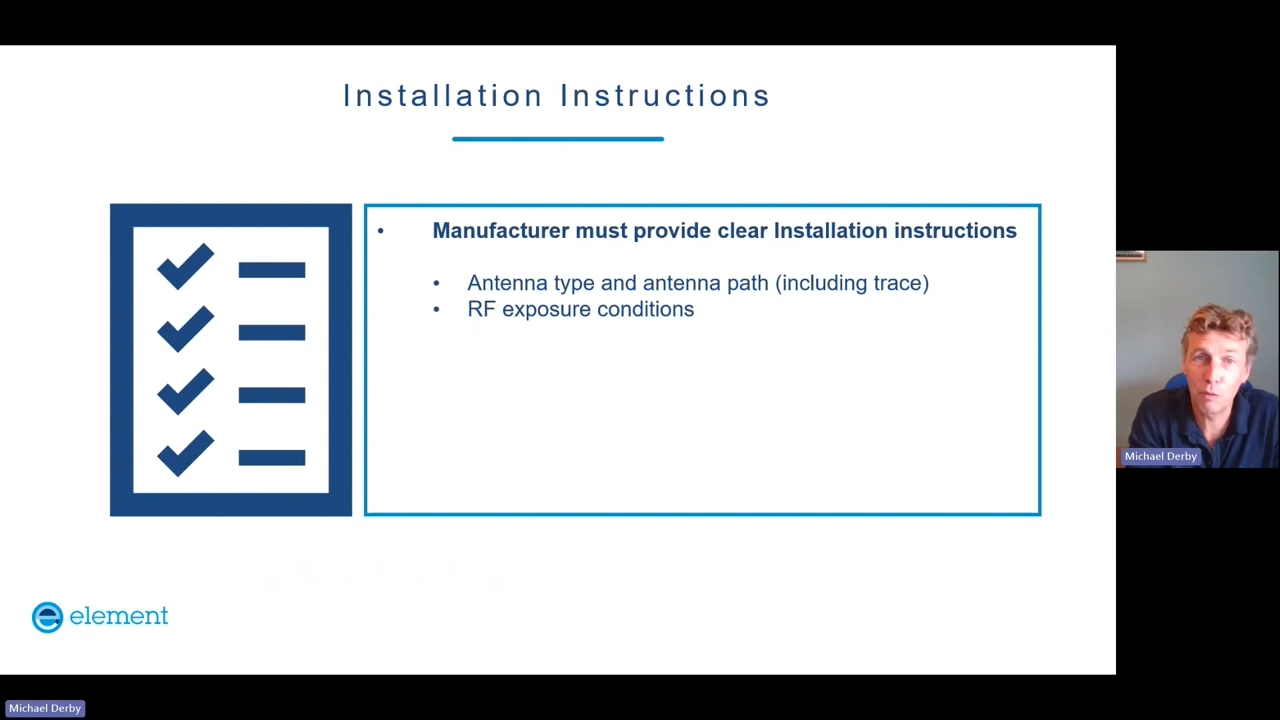 Installation Instructions
• Manufacturer must provide clear Installation instructions
• Antenna type and antenna path (including trace)
• RF exposure conditions
element
Michael Derby
Michael Derby